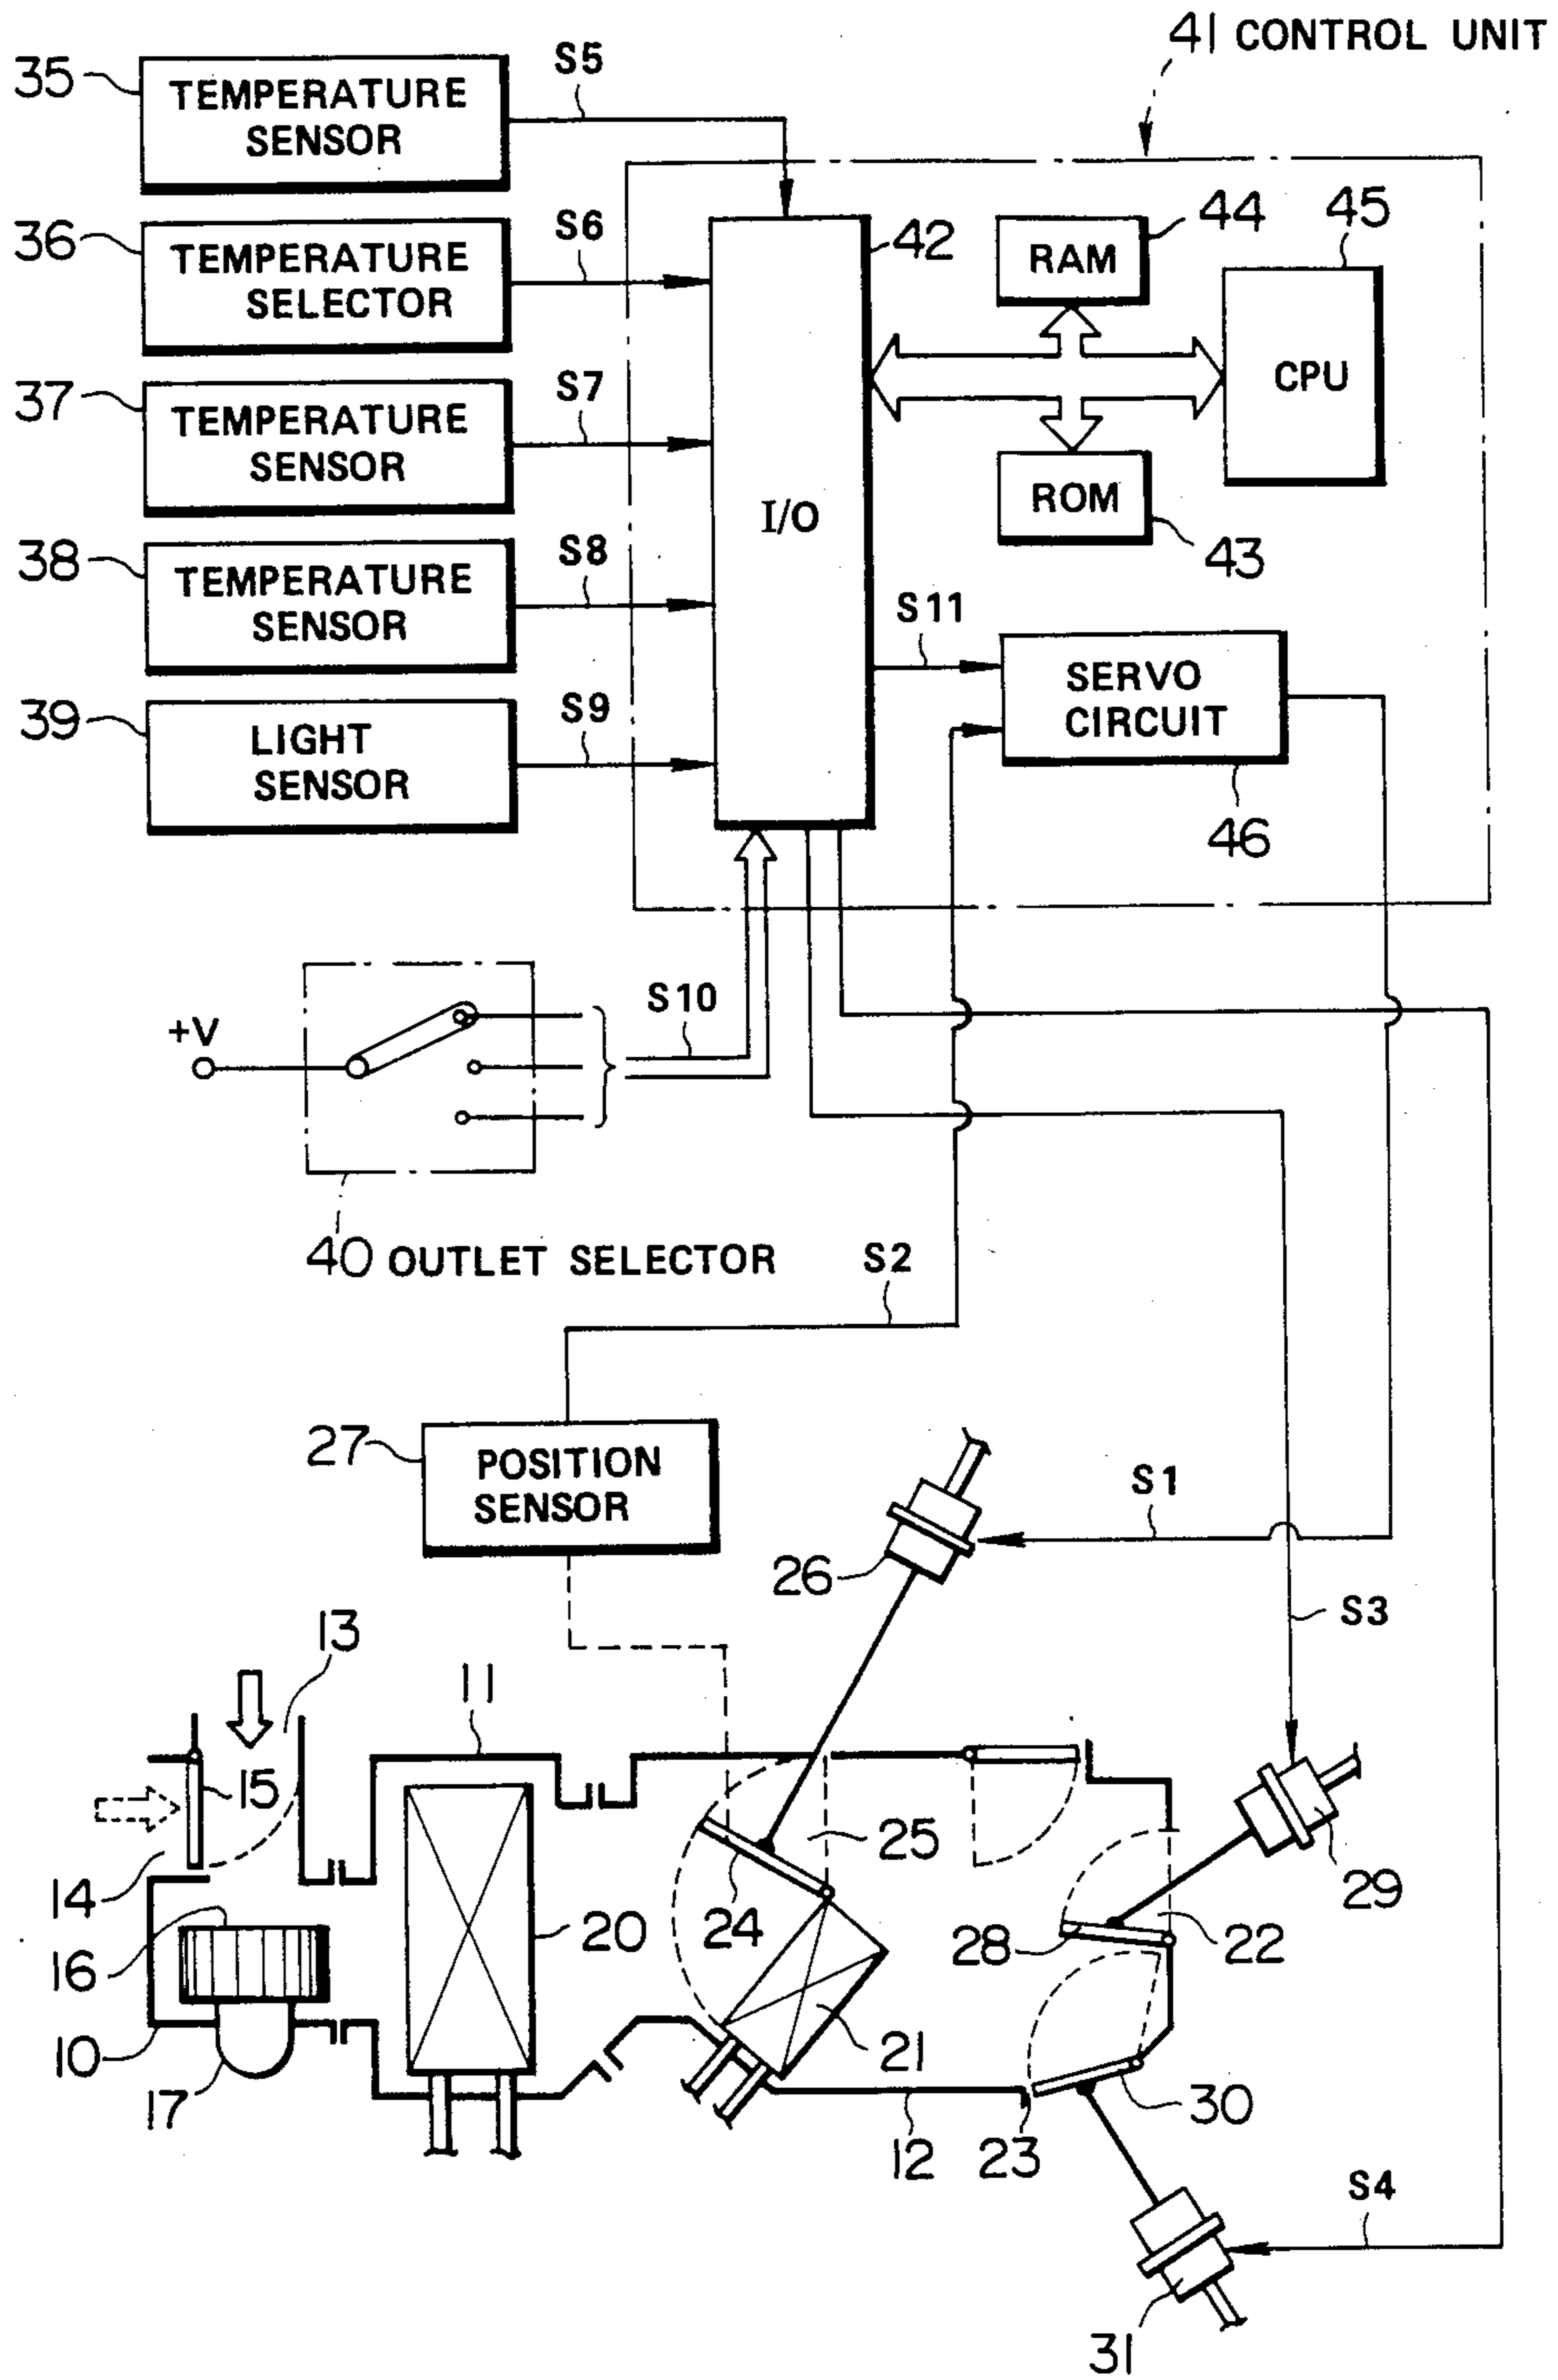 41 CONTROL UNIT
35
TEMPERATURE
SENSOR
S5
36
TEMPERATURE
SELECTOR
S6
42
44
RAM
45
CPU
37
TEMPERATURE
SENSOR
S7
I/O
ROM
43
38
TEMPERATURE
SENSOR
S8
S11
SERVO
CIRCUIT
46
39
LIGHT
SENSOR
S9
+V
S10
40 OUTLET SELECTOR
S2
27
POSITION
SENSOR
26
S1
S3
13
11
15
14
16
10
17
20
24
25
21
28
22
29
12
23
30
S4
31